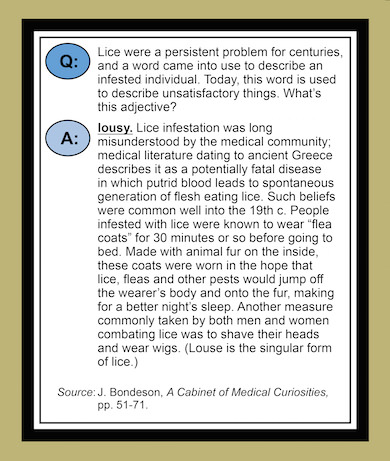 Q: Lice were a persistent problem for centuries,
and a word came into use to describe an
infested individual. Today, this word is used
to describe unsatisfactory things. What's
this adjective?
A: lousy. Lice infestation was long
misunderstood by the medical community;
medical literature dating to ancient Greece
describes it as a potentially fatal disease
in which putrid blood leads to spontaneous
generation of flesh eating lice. Such beliefs
were common well into the 19th c. People
infested with lice were known to wear “flea
coats” for 30 minutes or so before going to
bed. Made with animal fur on the inside,
these coats were worn in the hope that
lice, fleas and other pests would jump off
the wearer's body and onto the fur, making
for a better night's sleep. Another measure
commonly taken by both men and women
combating lice was to shave their heads
and wear wigs. (Louse is the singular form
of lice.)
Source: J. Bondeson, A Cabinet of Medical Curiosities,
pp. 51-71.